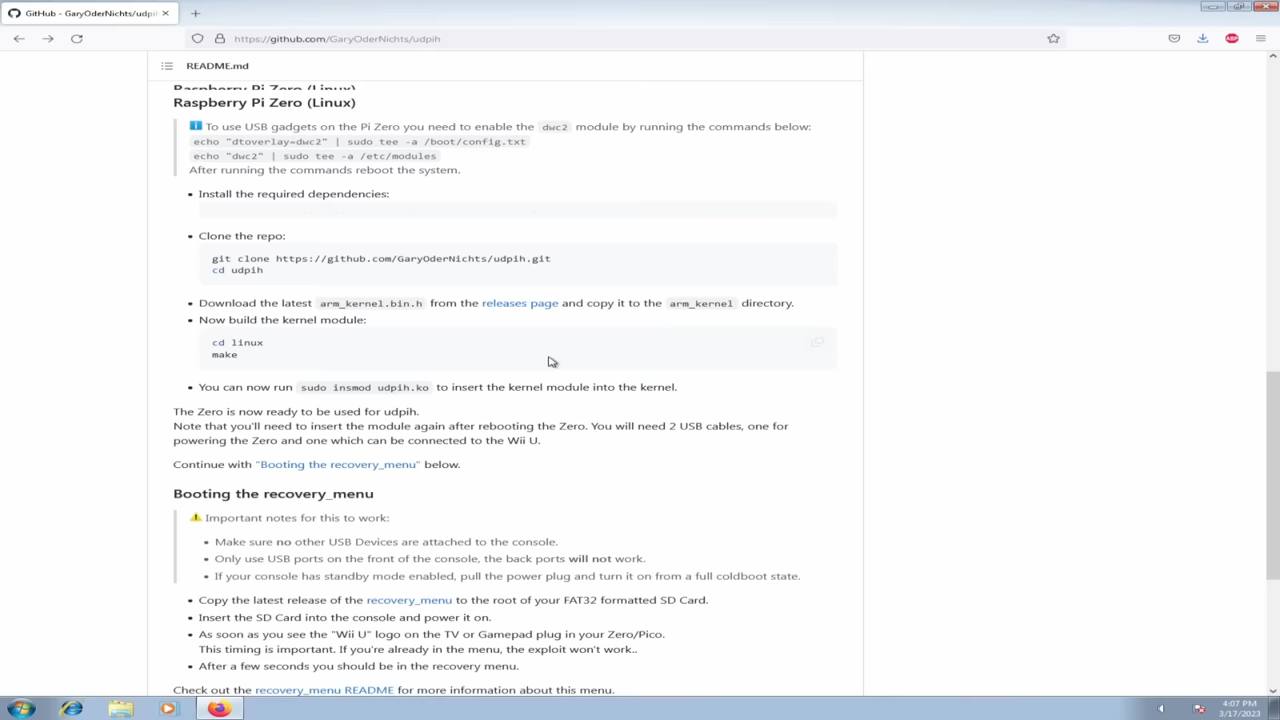 GitHub - GaryOderNichts/udpih
https://github.com/GaryOderNichts/udpih
ABP
README.md
Raspberry Pi Zero (Linux)
Raspberry Pi Zero (Linux)
To use USB gadgets on the Pi Zero you need to enable the dwc2 module by running the commands below:
echo "dtoverlay=dwc2" | sudo tee -a /boot/config.txt
echo "dwc2" | sudo tee -a /etc/modules
After running the commands reboot the system.
• Install the required dependencies:
• Clone the repo:
git clone https://github.com/GaryOderNichts/udpih.git
cd udpih
• Download the latest arm_kernel.bin.h from the releases page and copy it to the arm_kernel directory.
• Now build the kernel module:
cd linux
make
• You can now run sudo insmod udpih.ko to insert the kernel module into the kernel.
The Zero is now ready to be used for udpih.
Note that you'll need to insert the module again after rebooting the Zero. You will need 2 USB cables, one for
powering the Zero and one which can be connected to the Wii U.
Continue with "Booting the recovery_menu" below.
Booting the recovery_menu
Important notes for this to work:
• Make sure no other USB Devices are attached to the console.
• Only use USB ports on the front of the console, the back ports will not work.
• If your console has standby mode enabled, pull the power plug and turn it on from a full coldboot state.
• Copy the latest release of the recovery_menu to the root of your FAT32 formatted SD Card.
• Insert the SD Card into the console and power it on.
• As soon as you see the "Wii U" logo on the TV or Gamepad plug in your Zero/Pico.
This timing is important. If you're already in the menu, the exploit won't work..
• After a few seconds you should be in the recovery menu.
Check out the recovery_menu README for more information about this menu.
4:07 PM
3/17/2023